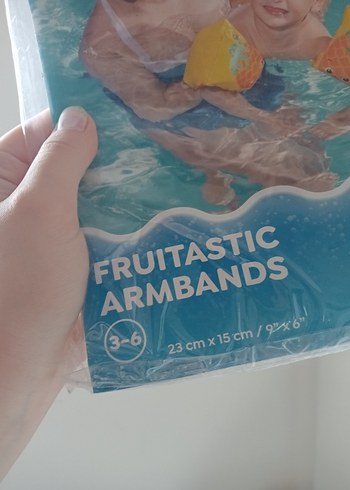 FRUITASTIC
ARMBANDS
3-6
23 cm x 15 cm / 9" x 6"